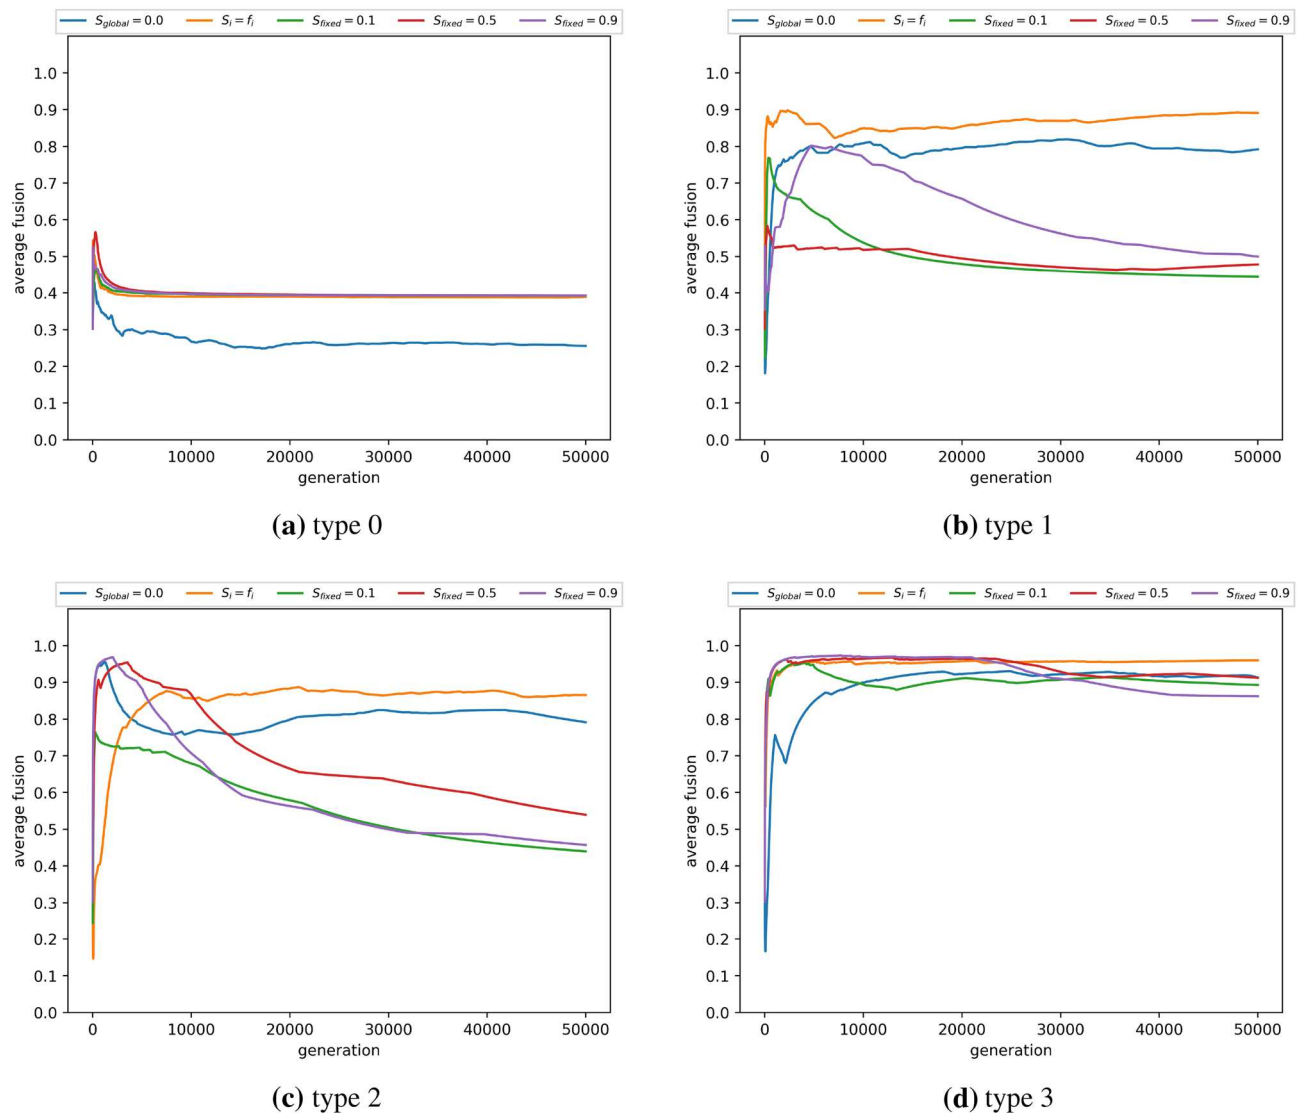 S_global = 0.0 S_i = f_i S_fixed = 0.1 S_fixed = 0.5 S_fixed = 0.9
1.0
0.9
0.8
0.7
0.6
0.5
0.4
0.3
0.2
0.1
0.0
average fusion
0 10000 20000 30000 40000 50000
generation
(a) type 0
S_global = 0.0 S_i = f_i S_fixed = 0.1 S_fixed = 0.5 S_fixed = 0.9
1.0
0.9
0.8
0.7
0.6
0.5
0.4
0.3
0.2
0.1
0.0
average fusion
0 10000 20000 30000 40000 50000
generation
(b) type 1
S_global = 0.0 S_i = f_i S_fixed = 0.1 S_fixed = 0.5 S_fixed = 0.9
1.0
0.9
0.8
0.7
0.6
0.5
0.4
0.3
0.2
0.1
0.0
average fusion
0 10000 20000 30000 40000 50000
generation
(c) type 2
S_global = 0.0 S_i = f_i S_fixed = 0.1 S_fixed = 0.5 S_fixed = 0.9
1.0
0.9
0.8
0.7
0.6
0.5
0.4
0.3
0.2
0.1
0.0
average fusion
0 10000 20000 30000 40000 50000
generation
(d) type 3